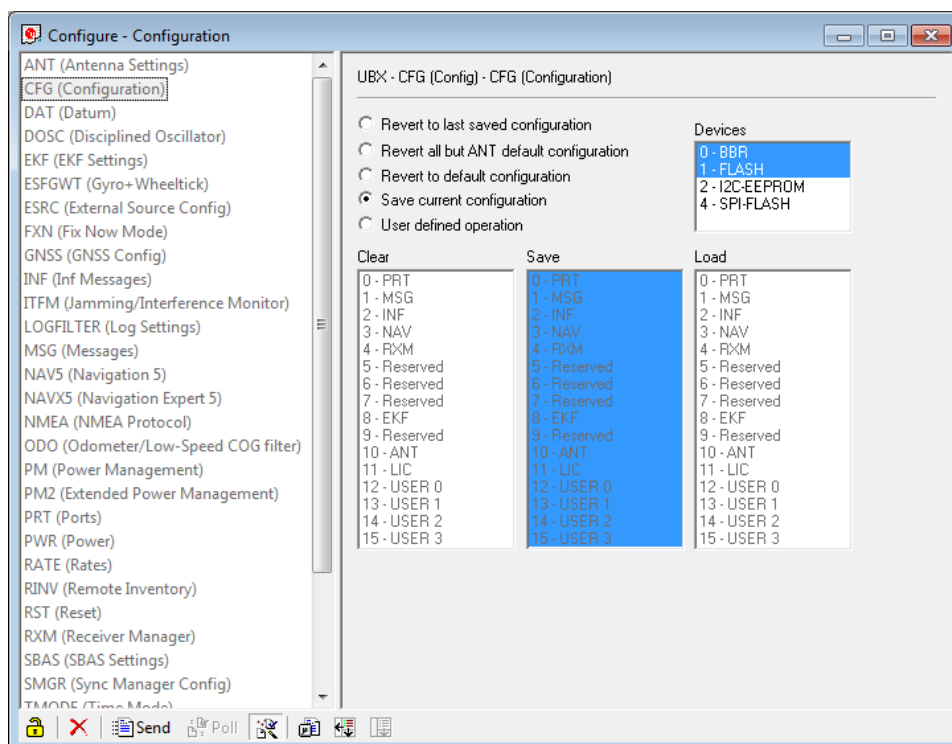 Configure - Configuration
ANT (Antenna Settings)
CFG (Configuration)
DAT (Datum)
DOSC (Disciplined Oscillator)
EKF (EKF Settings)
ESFGWT (Gyro+Wheeltick)
ESRC (External Source Config)
FXN (Fix Now Mode)
GNSS (GNSS Config)
INF (Inf Messages)
ITFM (Jamming/Interference Monitor)
LOGFILTER (Log Settings)
MSG (Messages)
NAV5 (Navigation 5)
NAVX5 (Navigation Expert 5)
NMEA (NMEA Protocol)
ODO (Odometer/Low-Speed COG filter)
PM (Power Management)
PM2 (Extended Power Management)
PRT (Ports)
PWR (Power)
RATE (Rates)
RINV (Remote Inventory)
RST (Reset)
RXM (Receiver Manager)
SBAS (SBAS Settings)
SMGR (Sync Manager Config)
TMODE (Time Mode)
UBX - CFG (Config) - CFG (Configuration)
Revert to last saved configuration
Revert all but ANT default configuration
Revert to default configuration
Save current configuration
User defined operation
Devices
0 - BBR
1 - FLASH
2 - I2C-EEPROM
4 - SPI-FLASH
Clear
0 - PRT
1 - MSG
2 - INF
3 - NAV
4 - RXM
5 - Reserved
6 - Reserved
7 - Reserved
8 - EKF
9 - Reserved
10 - ANT
11 - LIC
12 - USER 0
13 - USER 1
14 - USER 2
15 - USER 3
Save
0 - PRT
1 - MSG
2 - INF
3 - NAV
4 - RXM
5 - Reserved
6 - Reserved
7 - Reserved
8 - EKF
9 - Reserved
10 - ANT
11 - LIC
12 - USER 0
13 - USER 1
14 - USER 2
15 - USER 3
Load
0 - PRT
1 - MSG
2 - INF
3 - NAV
4 - RXM
5 - Reserved
6 - Reserved
7 - Reserved
8 - EKF
9 - Reserved
10 - ANT
11 - LIC
12 - USER 0
13 - USER 1
14 - USER 2
15 - USER 3
Send
Poll